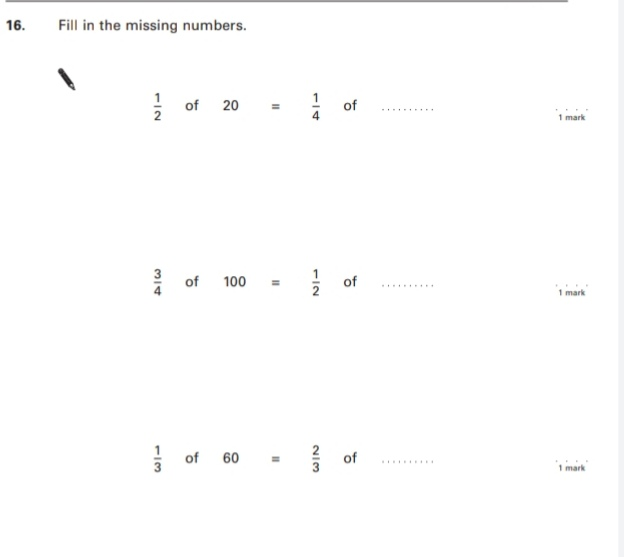 16. Fill in the missing numbers.
1/2 of 20 = 1/4 of ..........
1 mark
3/4 of 100 = 1/2 of ..........
1 mark
1/3 of 60 = 2/3 of ..........
1 mark